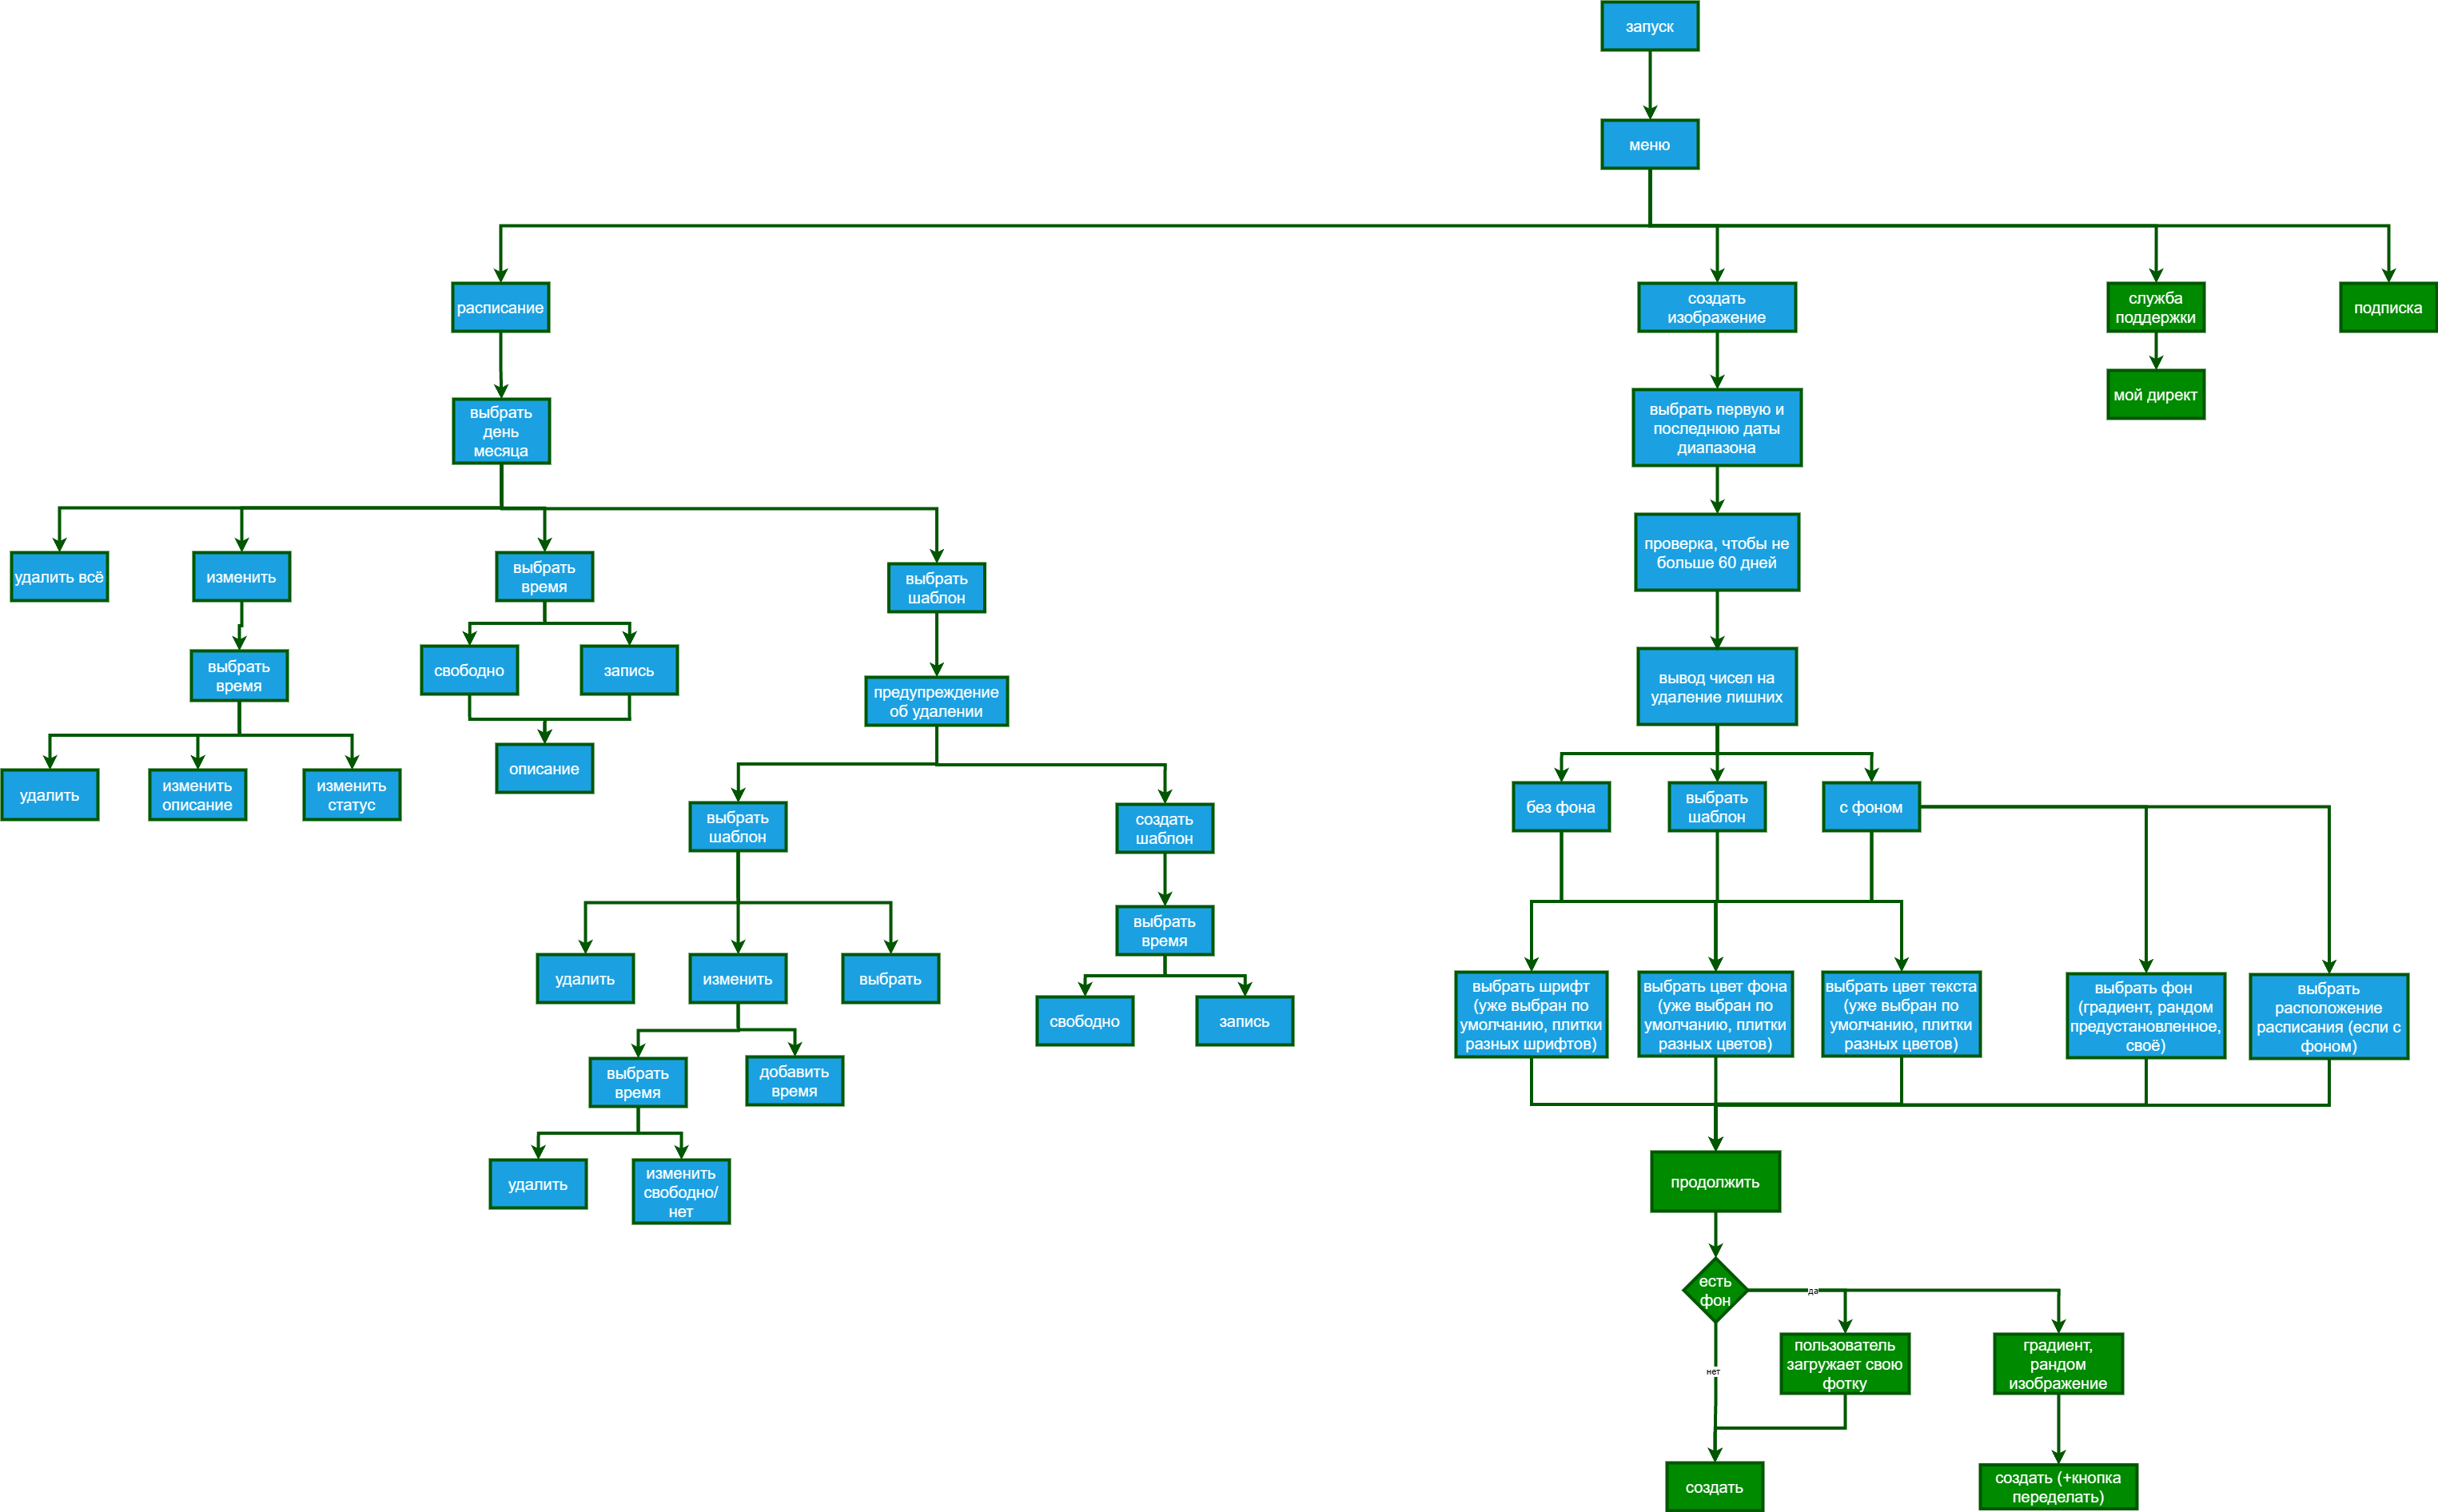 запуск
меню
расписание
создать
изображение
служба
поддержки
подписка
мой директ
выбрать
день
месяца
выбрать первую и
последнюю даты
диапазона
проверка, чтобы не
больше 60 дней
удалить всё
изменить
выбрать
время
выбрать
шаблон
выбрать
время
свободно
запись
предупреждение
об удалении
вывод чисел на
удаление лишних
удалить
изменить
описание
изменить
статус
описание
выбрать
шаблон
создать
шаблон
без фона
выбрать
шаблон
с фоном
выбрать
время
удалить
изменить
выбрать
свободно
запись
выбрать шрифт
(уже выбран по
умолчанию, плитки
разных шрифтов)
выбрать цвет фона
(уже выбран по
умолчанию, плитки
разных цветов)
выбрать цвет текста
(уже выбран по
умолчанию, плитки
разных цветов)
выбрать фон
(градиент, рандом
предустановленное,
своё)
выбрать
расположение
расписания (если с
фоном)
выбрать
время
добавить
время
удалить
изменить
свободно/
нет
продолжить
есть
фон
да
нет
пользователь
загружает свою
фотку
градиент,
рандом
изображение
создать
создать (+кнопка
переделать)